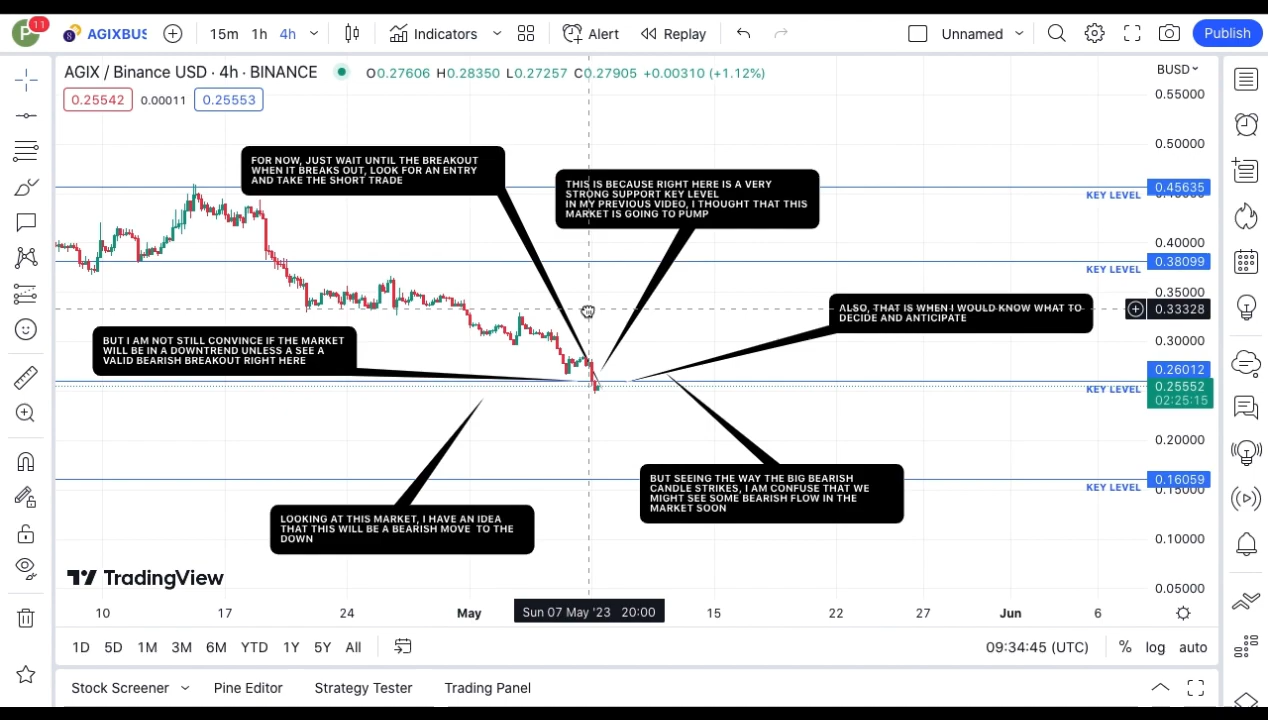 11
P
AGIXBUS
15m 1h 4h
Indicators
Alert
Replay
Unnamed
Publish
AGIX / Binance USD · 4h · BINANCE
O0.27606 H0.28350 L0.27257 C0.27905 +0.00310 (+1.12%)
BUSD
0.25542 0.00011 0.25553
0.55000
0.50000
FOR NOW, JUST WAIT UNTIL THE BREAKOUT
WHEN IT BREAKS OUT, LOOK FOR AN ENTRY
AND TAKE THE SHORT TRADE
THIS IS BECAUSE RIGHT HERE IS A VERY
STRONG SUPPORT KEY LEVEL
IN MY PREVIOUS VIDEO, I THOUGHT THAT THIS
MARKET IS GOING TO PUMP
KEY LEVEL
0.45635
0.40000
0.38099
KEY LEVEL
0.35000
ALSO, THAT IS WHEN I WOULD KNOW WHAT TO
DECIDE AND ANTICIPATE
0.33328
0.30000
BUT I AM NOT STILL CONVINCE IF THE MARKET
WILL BE IN A DOWNTREND UNLESS A SEE A
VALID BEARISH BREAKOUT RIGHT HERE
0.26012
0.25552
KEY LEVEL
02:25:15
0.20000
BUT SEEING THE WAY THE BIG BEARISH
CANDLE STRIKES, I AM CONFUSE THAT WE
MIGHT SEE SOME BEARISH FLOW IN THE
MARKET SOON
0.16059
KEY LEVEL
0.15000
LOOKING AT THIS MARKET, I HAVE AN IDEA
THAT THIS WILL BE A BEARISH MOVE TO THE
DOWN
0.10000
TradingView
0.05000
10 17 24 May Sun 07 May '23 20:00 15 22 27 Jun 6
1D 5D 1M 3M 6M YTD 1Y 5Y All
09:34:45 (UTC) % log auto
Stock Screener Pine Editor Strategy Tester Trading Panel